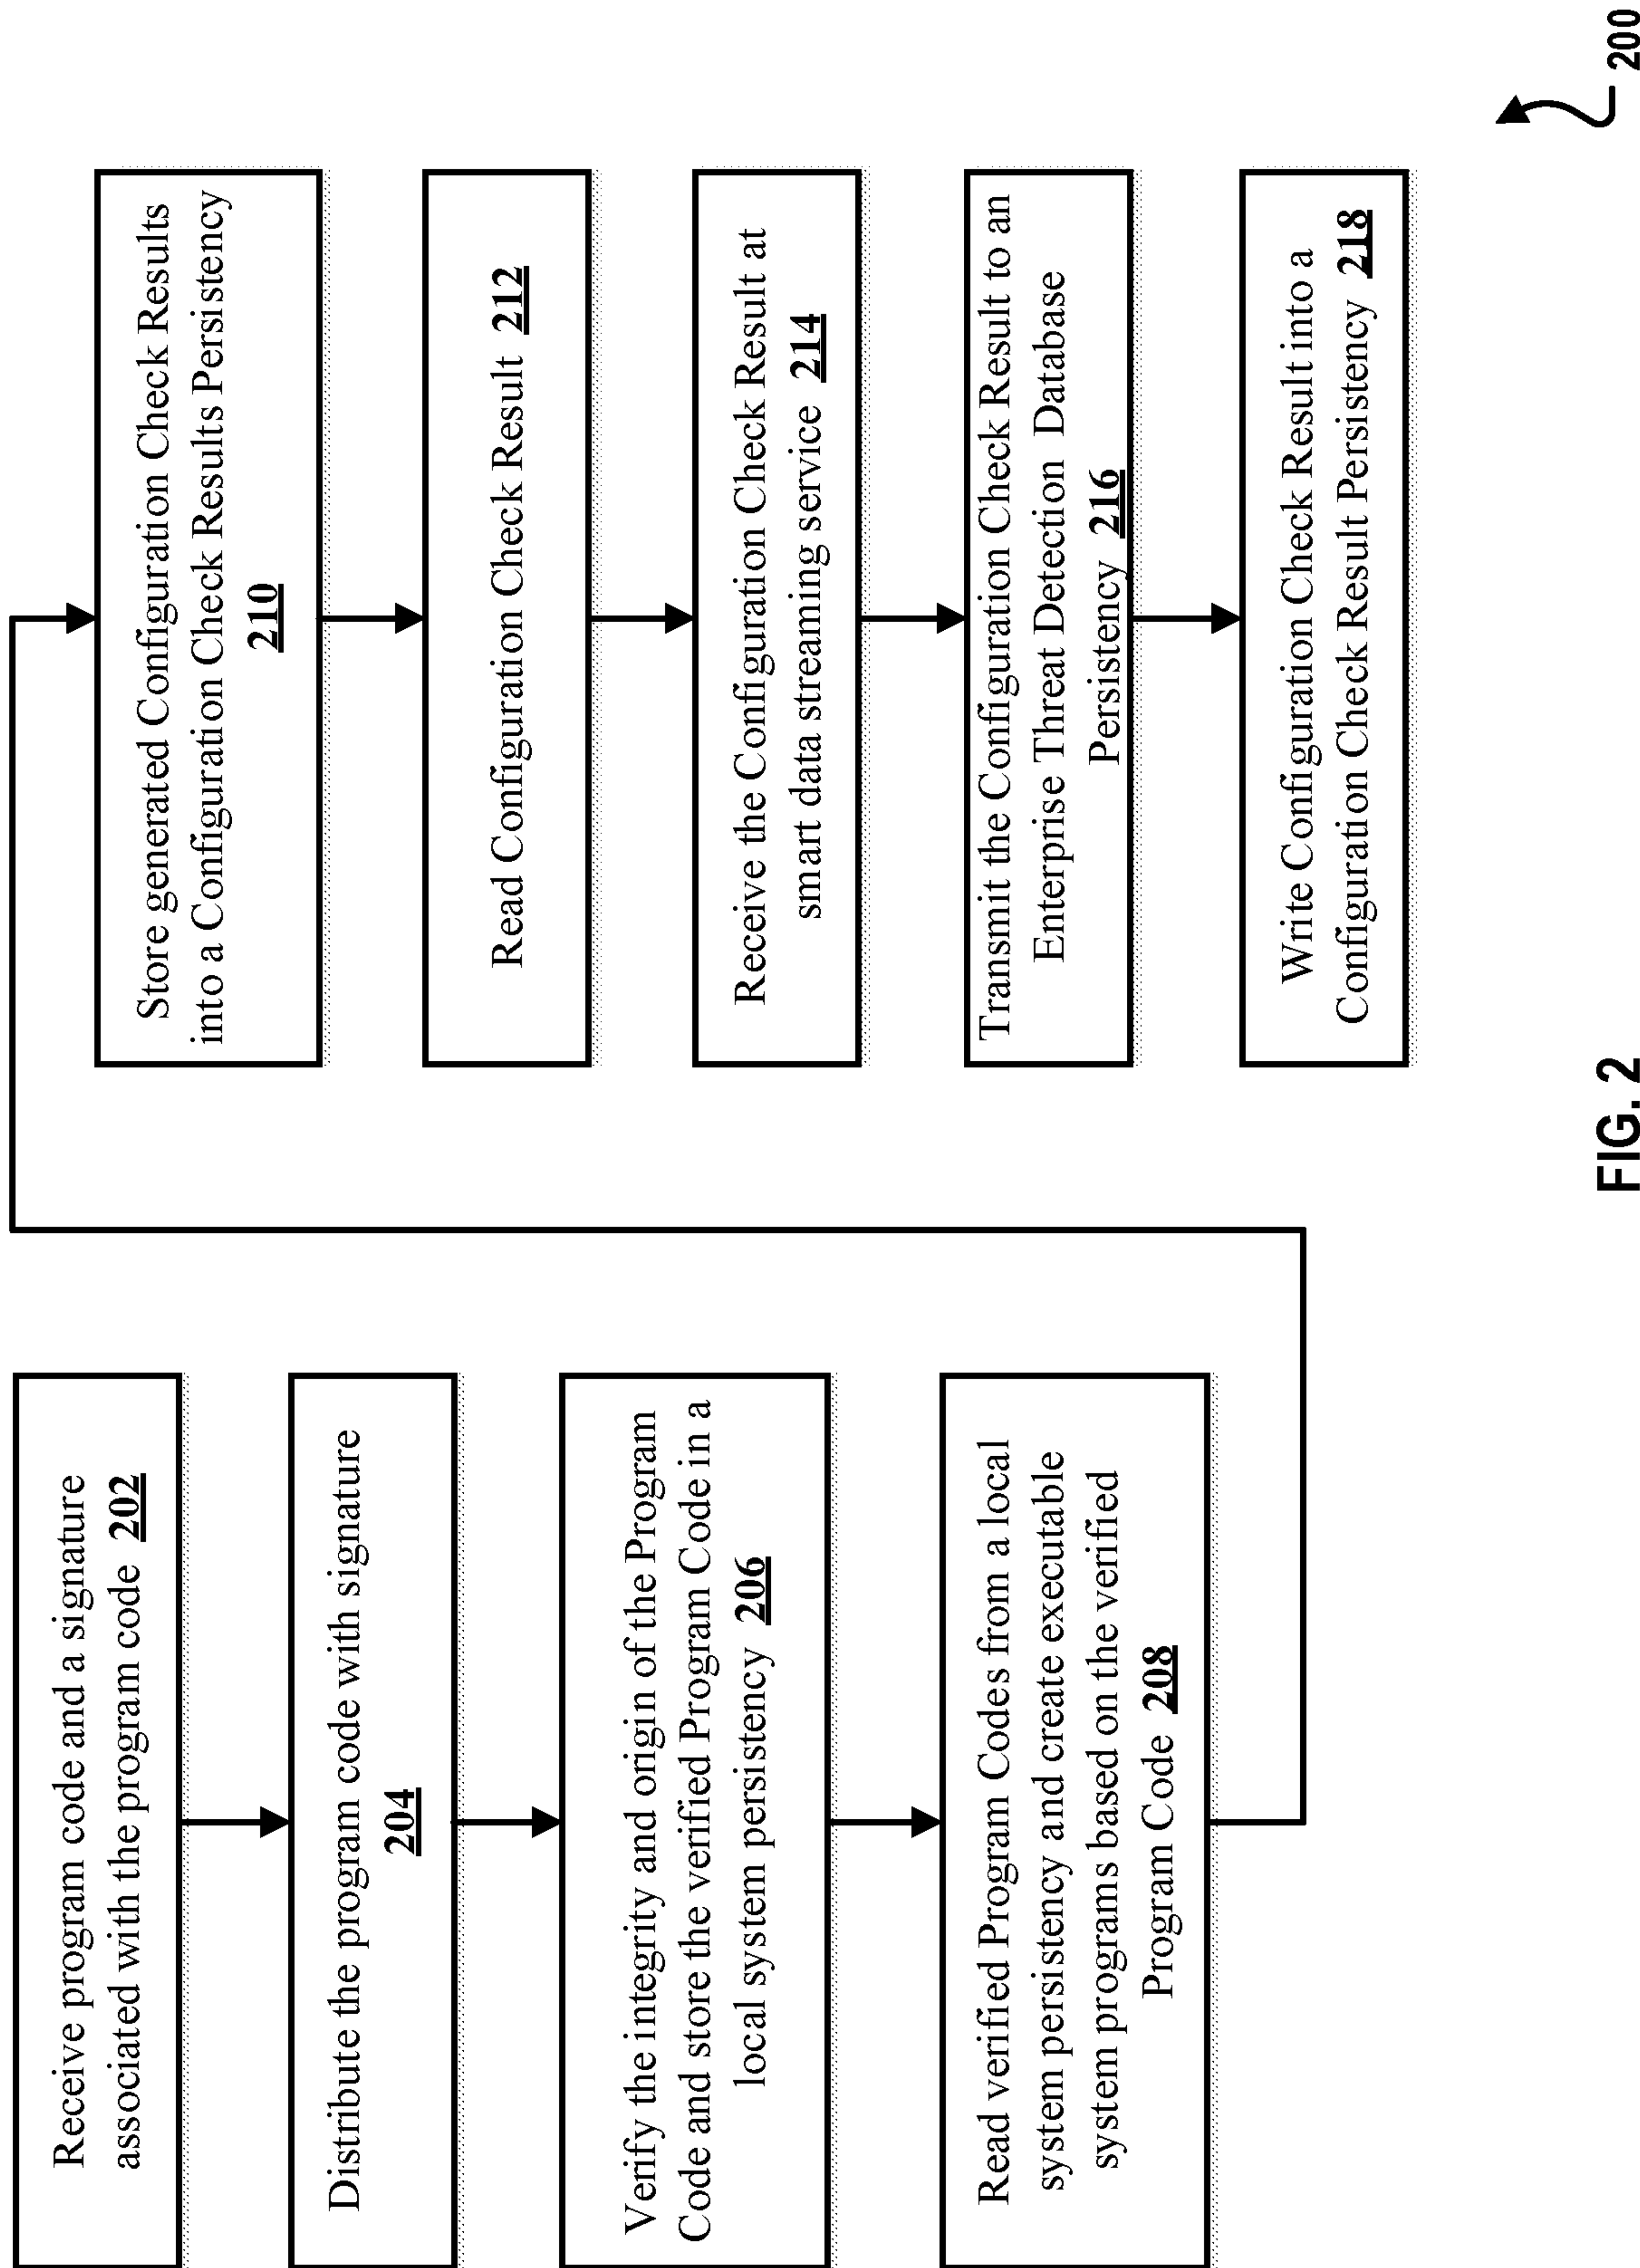 Receive program code and a signature
associated with the program code 202
Distribute the program code with signature
204
Verify the integrity and origin of the Program
Code and store the verified Program Code in a
local system persistency 206
Read verified Program Codes from a local
system persistency and create executable
system programs based on the verified
Program Code 208
Store generated Configuration Check Results
into a Configuration Check Results Persistency
210
Read Configuration Check Result 212
Receive the Configuration Check Result at
smart data streaming service 214
Transmit the Configuration Check Result to an
Enterprise Threat Detection Database
Persistency 216
Write Configuration Check Result into a
Configuration Check Result Persistency 218
200
FIG. 2